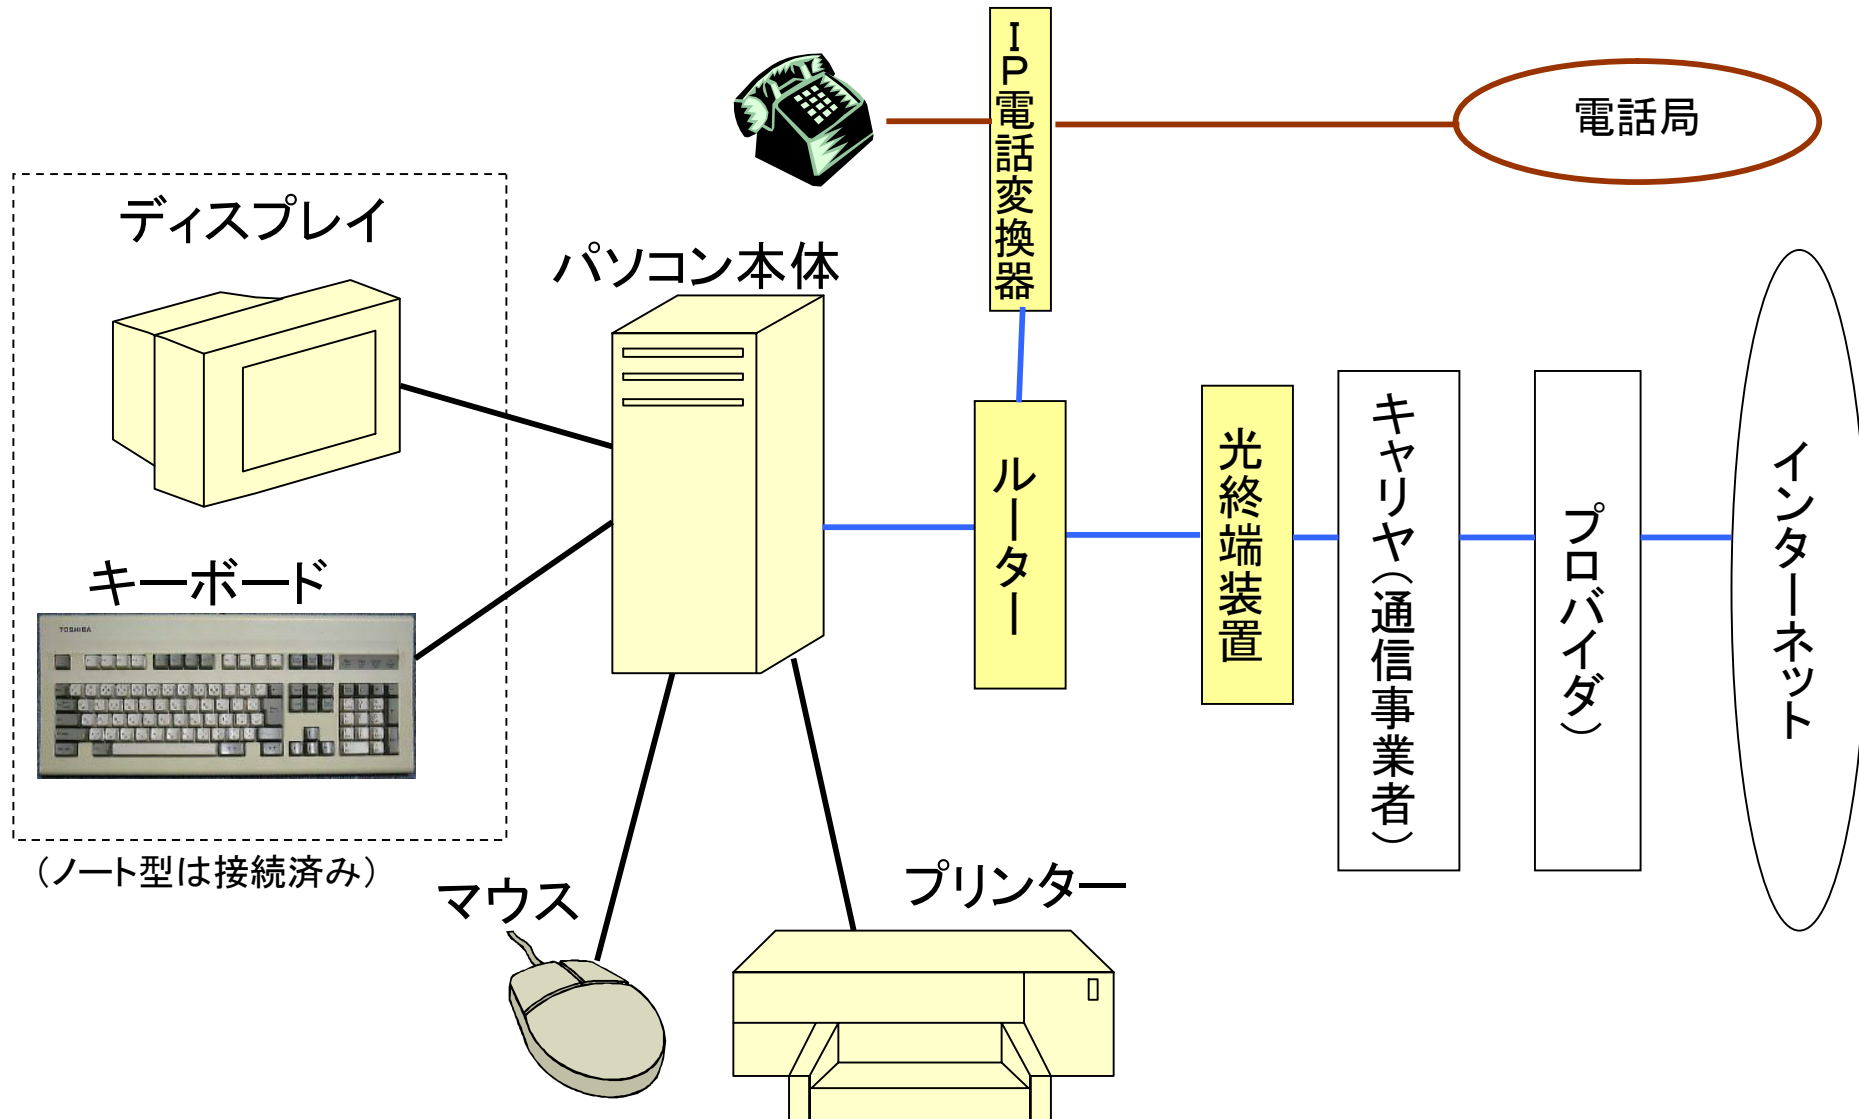 IP電話変換器
電話局
ディスプレイ
パソコン本体
キーボード
TOSHIBA
ルーター
光終端装置
キャリヤ(通信事業者)
プロバイダ)
インターネット
(ノート型は接続済み)
マウス
プリンター